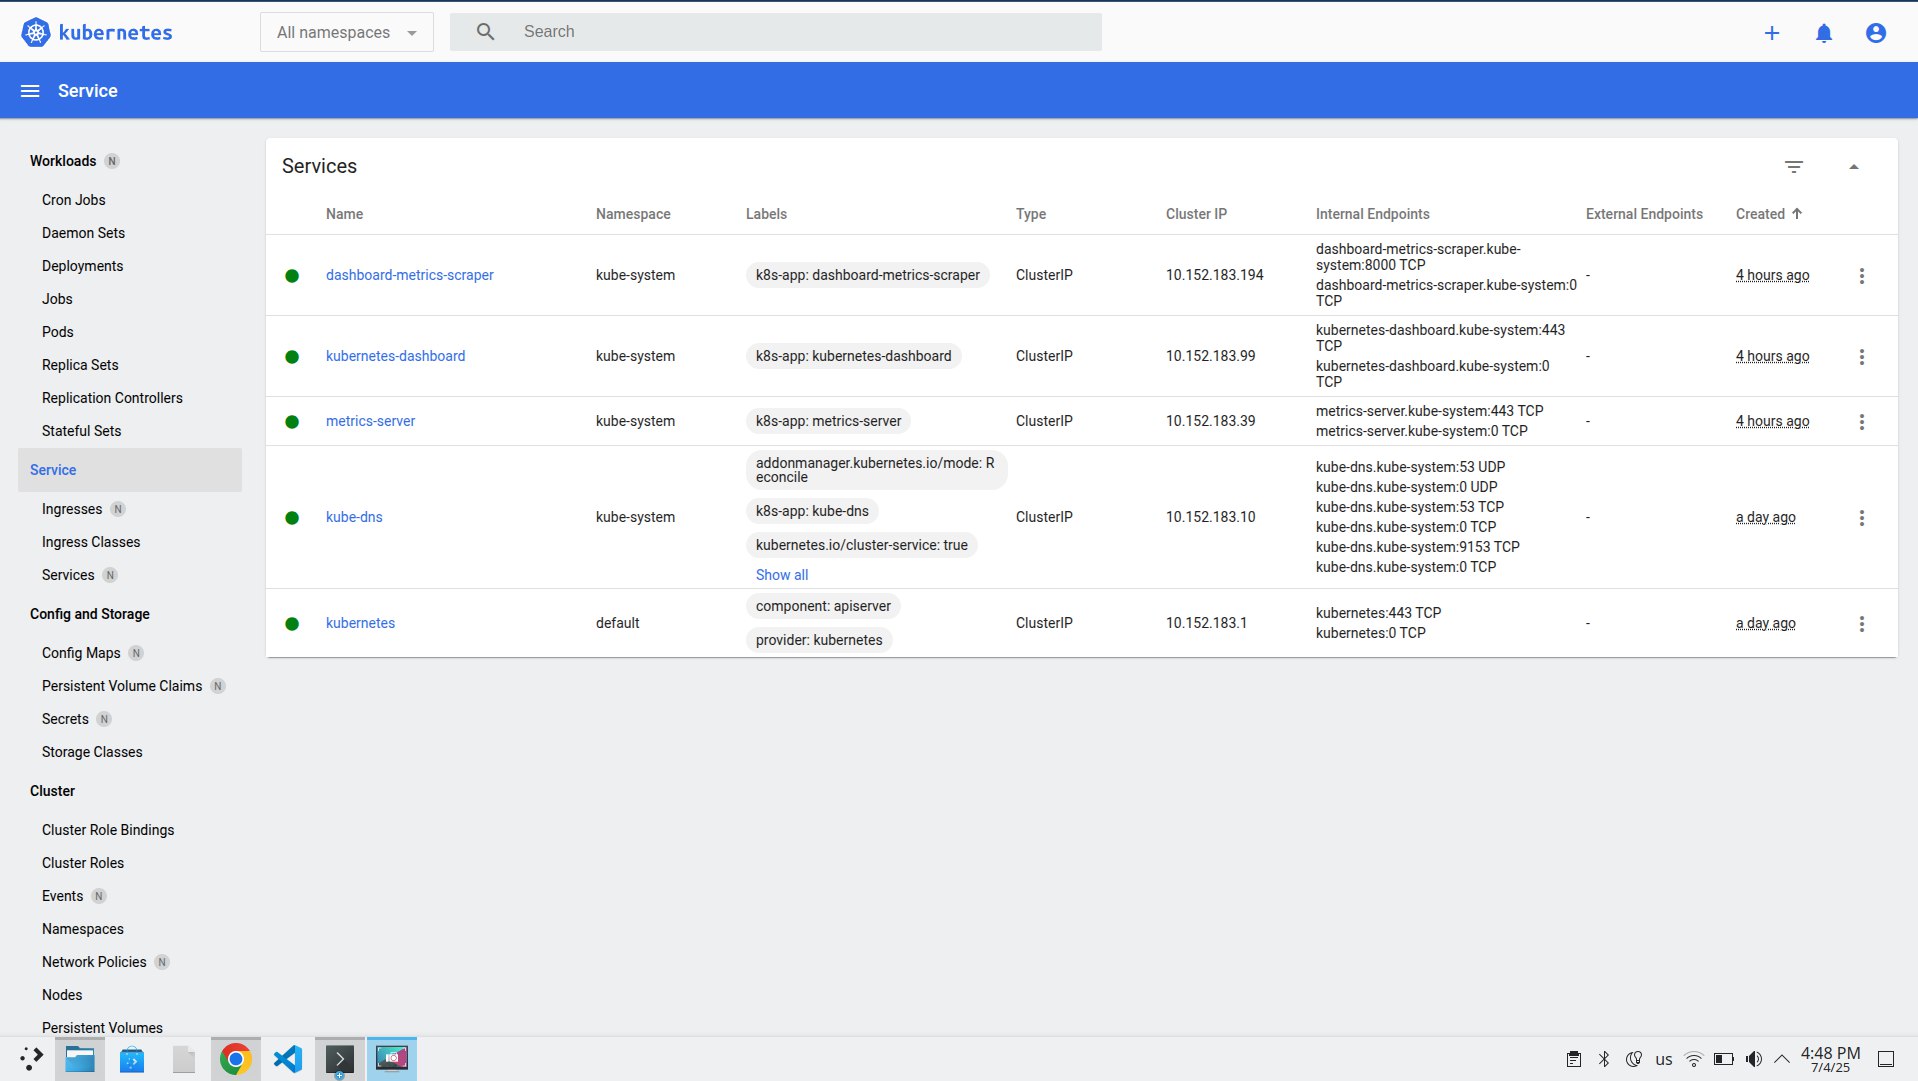 kubernetes
All namespaces
Search
Service
Workloads N
Cron Jobs
Daemon Sets
Deployments
Jobs
Pods
Replica Sets
Replication Controllers
Stateful Sets
Service
Ingresses N
Ingress Classes
Services N
Config and Storage
Config Maps N
Persistent Volume Claims N
Secrets N
Storage Classes
Cluster
Cluster Role Bindings
Cluster Roles
Events N
Namespaces
Network Policies N
Nodes
Persistent Volumes
Services
Name Namespace Labels Type Cluster IP Internal Endpoints External Endpoints Created
dashboard-metrics-scraper kube-system k8s-app: dashboard-metrics-scraper ClusterIP 10.152.183.194
dashboard-metrics-scraper.kube-
system:8000 TCP
dashboard-metrics-scraper.kube-system:0
TCP
- 4 hours ago
kubernetes-dashboard kube-system k8s-app: kubernetes-dashboard ClusterIP 10.152.183.99
kubernetes-dashboard.kube-system:443
TCP
kubernetes-dashboard.kube-system:0
TCP
- 4 hours ago
metrics-server kube-system k8s-app: metrics-server ClusterIP 10.152.183.39
metrics-server.kube-system:443 TCP
metrics-server.kube-system:0 TCP
- 4 hours ago
kube-dns kube-system
addonmanager.kubernetes.io/mode: R
econcile
k8s-app: kube-dns
kubernetes.io/cluster-service: true
Show all
ClusterIP 10.152.183.10
kube-dns.kube-system:53 UDP
kube-dns.kube-system:0 UDP
kube-dns.kube-system:53 TCP
kube-dns.kube-system:0 TCP
kube-dns.kube-system:9153 TCP
kube-dns.kube-system:0 TCP
- a day ago
kubernetes default
component: apiserver
provider: kubernetes
ClusterIP 10.152.183.1
kubernetes:443 TCP
kubernetes:0 TCP
- a day ago
us
4:48 PM
7/4/25